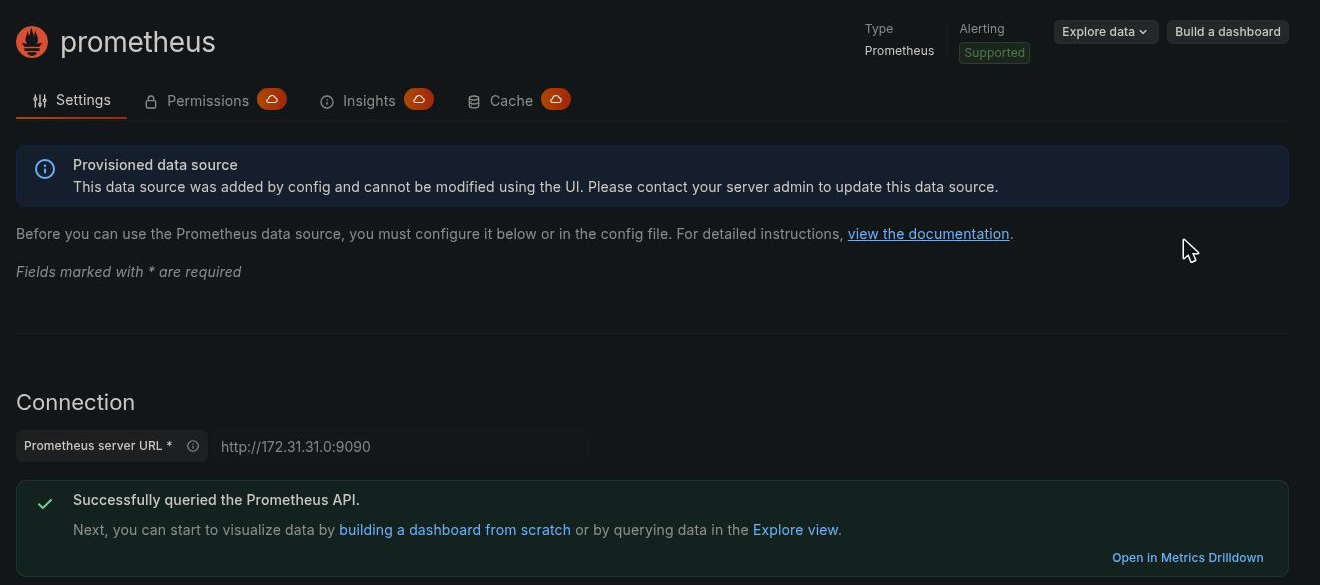 prometheus
Type
Prometheus
Alerting
Supported
Explore data
Build a dashboard
Settings
Permissions
Insights
Cache
Provisioned data source
This data source was added by config and cannot be modified using the UI. Please contact your server admin to update this data source.
Before you can use the Prometheus data source, you must configure it below or in the config file. For detailed instructions, view the documentation.
Fields marked with * are required
Connection
Prometheus server URL *
http://172.31.31.0:9090
Successfully queried the Prometheus API.
Next, you can start to visualize data by building a dashboard from scratch or by querying data in the Explore view.
Open in Metrics Drilldown